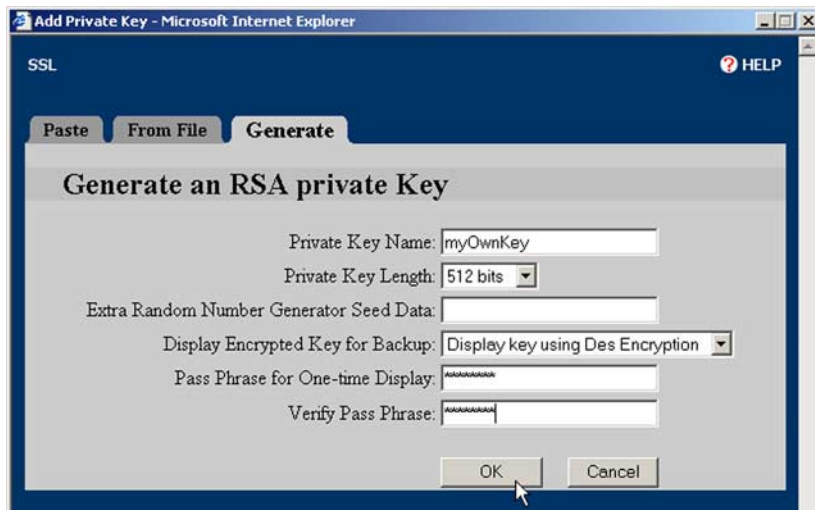 Add Private Key - Microsoft Internet Explorer
SSL
? HELP
Paste From File Generate
Generate an RSA private Key
Private Key Name: myOwnKey
Private Key Length: 512 bits
Extra Random Number Generator Seed Data:
Display Encrypted Key for Backup: Display key using Des Encryption
Pass Phrase for One-time Display: ********
Verify Pass Phrase: ********
OK Cancel